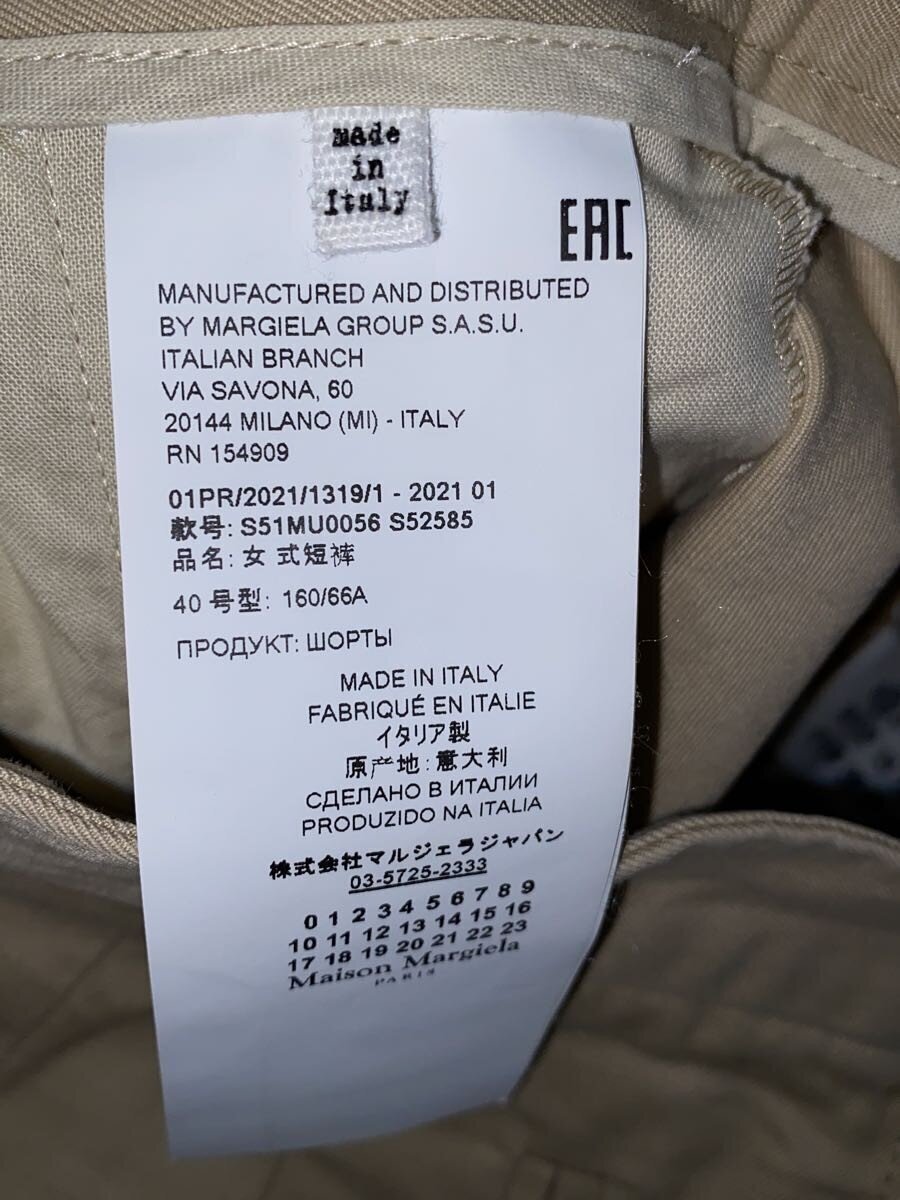 made
in
Italy
EAC
MANUFACTURED AND DISTRIBUTED
BY MARGIELA GROUP S.A.S.U.
ITALIAN BRANCH
VIA SAVONA, 60
20144 MILANO (MI) - ITALY
RN 154909
01PR/2021/1319/1 - 2021 01
款号: S51MU0056 S52585
品名: 女 式短裤
40 号型: 160/66A
ПРОДУКТ: ШОРТЫ
MADE IN ITALY
FABRIQUÉ EN ITALIE
イタリア製
原产地: 意大利
СДЕЛАНО В ИТАЛИИ
PRODUZIDO NA ITALIA
株式会社マルジェラジャパン
03-5725-2333
0 1 2 3 4 5 6 7 8 9
10 11 12 13 14 15 16
17 18 19 20 21 22 23
Maison Margiela
PARIS